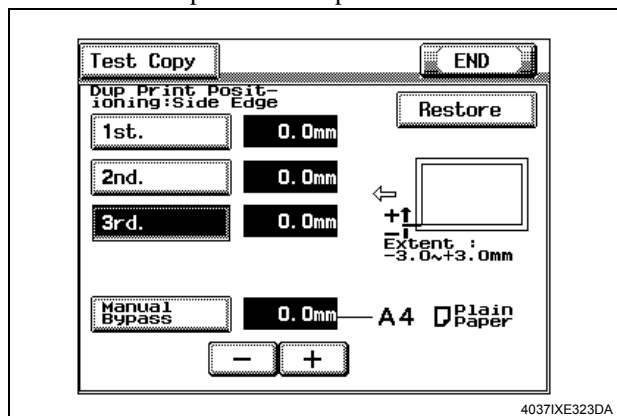 Test Copy
END
Dup Print Posit-
ioning:Side Edge
Restore
1st.
0.0mm
2nd.
0.0mm
3rd.
0.0mm
+
−
Extent :
-3.0~+3.0mm
Manual
Bypass
0.0mm
A4
Plain
Paper
− +
4037IXE323DA